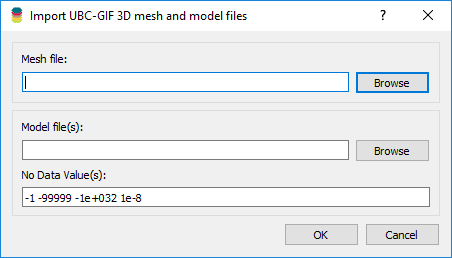 Import UBC-GIF 3D mesh and model files
Mesh file:
Browse
Model file(s):
Browse
No Data Value(s):
-1 -99999 -1e+032 1e-8
OK Cancel